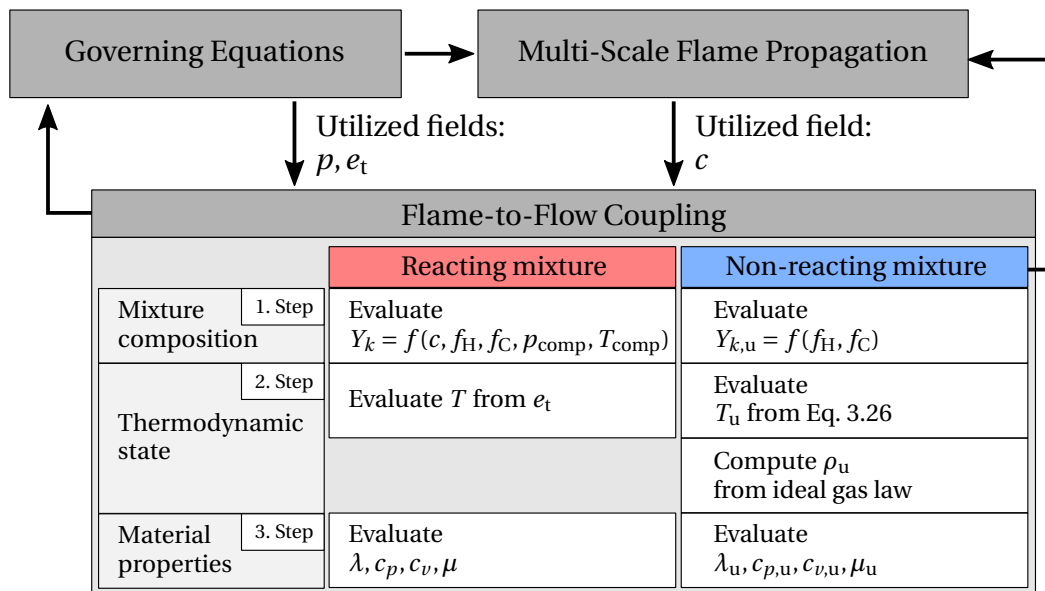 Governing Equations
Multi-Scale Flame Propagation
Utilized fields:
p, e_t
Utilized field:
c
Flame-to-Flow Coupling
Reacting mixture
Non-reacting mixture
Mixture
composition
1. Step
Evaluate
Y_k = f(c, f_H, f_C, p_comp, T_comp)
Evaluate
Y_k,u = f(f_H, f_C)
2. Step
Thermodynamic
state
Evaluate T from e_t
Evaluate
T_u from Eq. 3.26
Compute ρ_u
from ideal gas law
Material
properties
3. Step
Evaluate
λ, c_p, c_v, μ
Evaluate
λ_u, c_p,u, c_v,u, μ_u